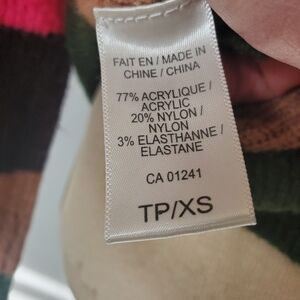 FAIT EN / MADE IN
CHINE / CHINA
77% ACRYLIQUE /
ACRYLIC
20% NYLON /
NYLON
3% ELASTHANNE /
ELASTANE
CA 01241
TP/XS